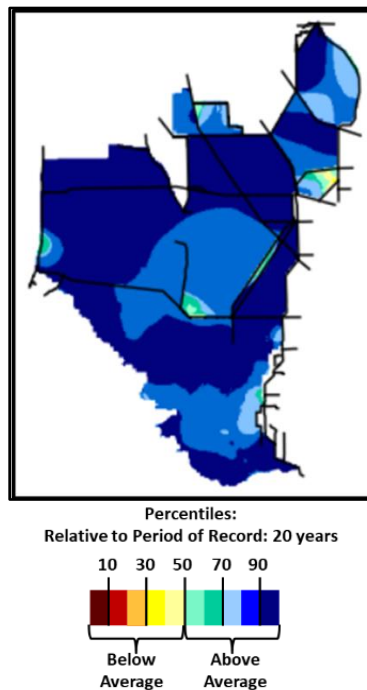 Percentiles:
Relative to Period of Record: 20 years
10 30 50 70 90
Below Above
Average Average